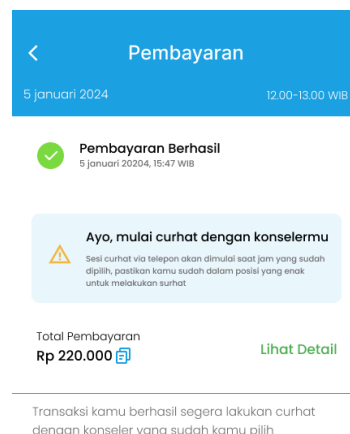 Pembayaran
5 januari 2024 12.00-13.00 WIB
Pembayaran Berhasil
5 januari 20204, 15:47 WIB
Ayo, mulai curhat dengan konselermu
Sesi curhat via telepon akan dimulai saat jam yang sudah
dipilih, pastikan kamu sudah dalam posisi yang enak
untuk melakukan surhat
Total Pembayaran
Rp 220.000
Lihat Detail
Transaksi kamu berhasil segera lakukan curhat
dengan konseler yang sudah kamu pilih